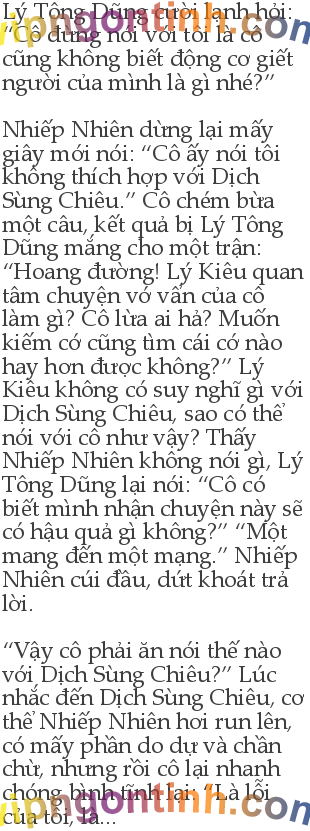 Lý Tông Dũng cười lạnh hỏi:
“Cô đừng nói với tôi là cô
cũng không biết động cơ giết
người của mình là gì nhé?”
Nhiếp Nhiên dừng lại mấy
giây mới nói: “Cô ấy nói tôi
không thích hợp với Dịch
Sùng Chiêu.” Cô chém bừa
một câu, kết quả bị Lý Tông
Dũng mắng cho một trận:
“Hoang đường! Lý Kiêu quan
tâm chuyện vớ vẩn của cô
làm gì? Cô lừa ai hả? Muốn
kiếm cớ cũng tìm cái cớ nào
hay hơn được không?” Lý
Kiêu không có suy nghĩ gì với
Dịch Sùng Chiêu, sao có thể
nói với cô như vậy? Thấy
Nhiếp Nhiên không nói gì, Lý
Tông Dũng lại nói: “Cô có
biết mình nhận chuyện này sẽ
có hậu quả gì không?” “Một
mang đến một mạng.” Nhiếp
Nhiên cúi đầu, dứt khoát trả
lời.
“Vậy cô phải ăn nói thế nào
với Dịch Sùng Chiêu?” Lúc
nhắc đến Dịch Sùng Chiêu, cơ
thể Nhiếp Nhiên hơi run lên,
có mấy phần do dự và chần
chừ, nhưng rồi cô lại nhanh
chóng bình tĩnh lại: “Là lỗi
của tôi, là...
vipngontinh.com
vipngontinh.com